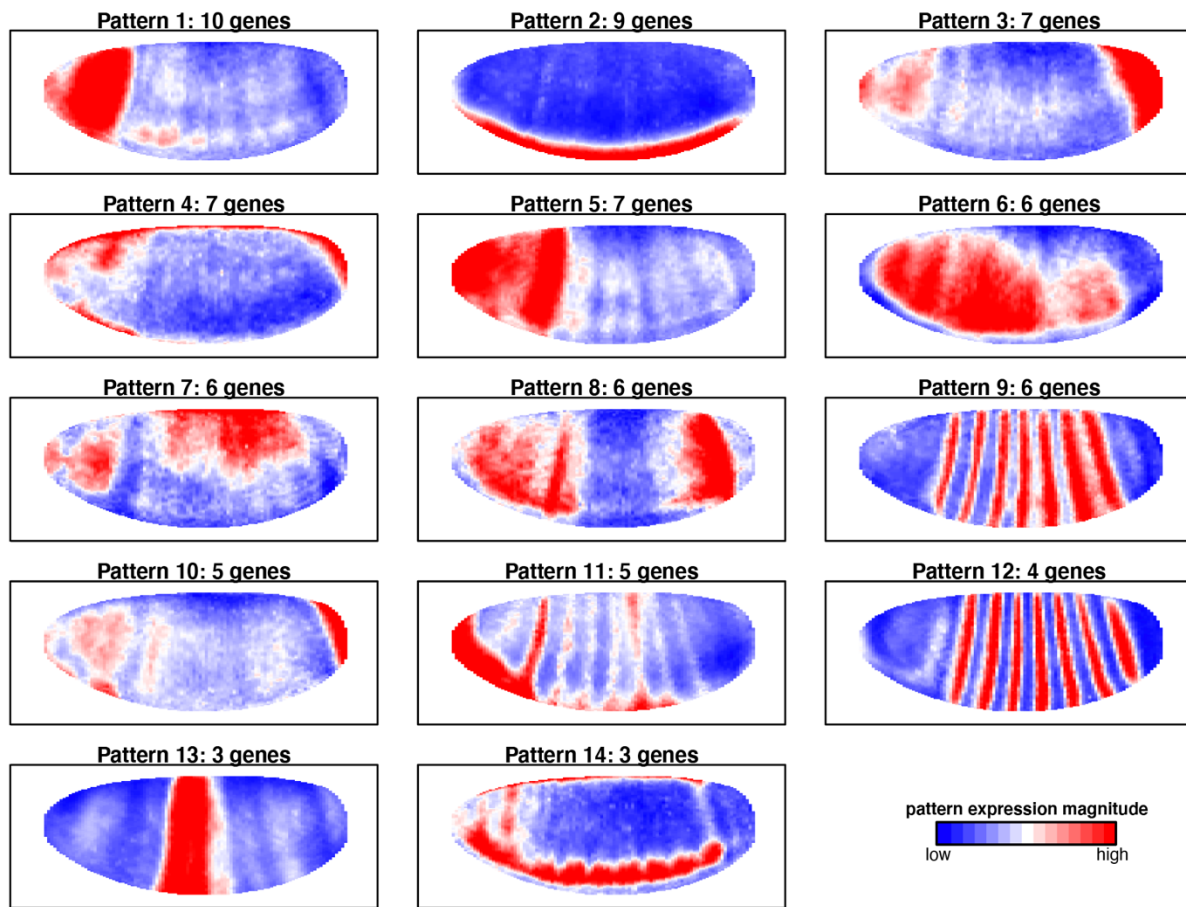 Pattern 1: 10 genes
Pattern 2: 9 genes
Pattern 3: 7 genes
Pattern 4: 7 genes
Pattern 5: 7 genes
Pattern 6: 6 genes
Pattern 7: 6 genes
Pattern 8: 6 genes
Pattern 9: 6 genes
Pattern 10: 5 genes
Pattern 11: 5 genes
Pattern 12: 4 genes
Pattern 13: 3 genes
Pattern 14: 3 genes
pattern expression magnitude
low high